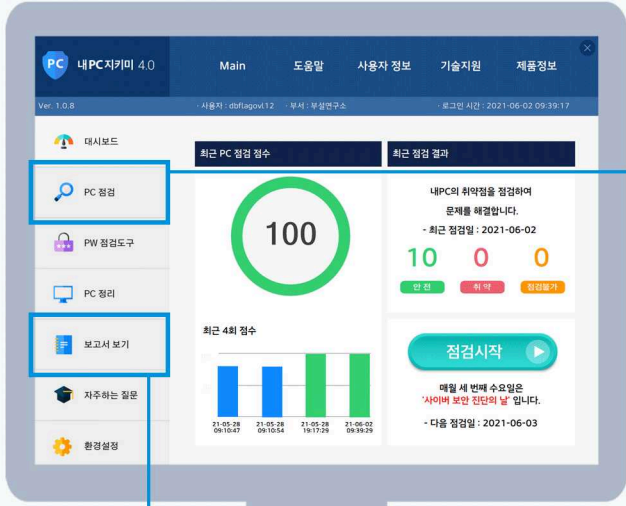 PC 내PC지키미 4.0
Main 도움말 사용자 정보 기술지원 제품정보
Ver. 1.0.8 · 사용자 : dbflagovl12 · 부서 : 부설연구소 · 로그인 시간 : 2021-06-02 09:39:17
대시보드
PC 점검
PW 점검도구
PC 정리
보고서 보기
자주하는 질문
환경설정
최근 PC 점검 점수
100
최근 4회 점수
21-05-28 21-05-28 21-05-28 21-06-02
09:10:47 09:10:54 19:17:29 09:39:29
최근 점검 결과
내PC의 취약점을 점검하여
문제를 해결합니다.
- 최근 점검일 : 2021-06-02
10 0 0
안 전 취 약 점검불가
점검시작
매월 세 번째 수요일은
'사이버 보안 진단의 날' 입니다.
- 다음 점검일 : 2021-06-03